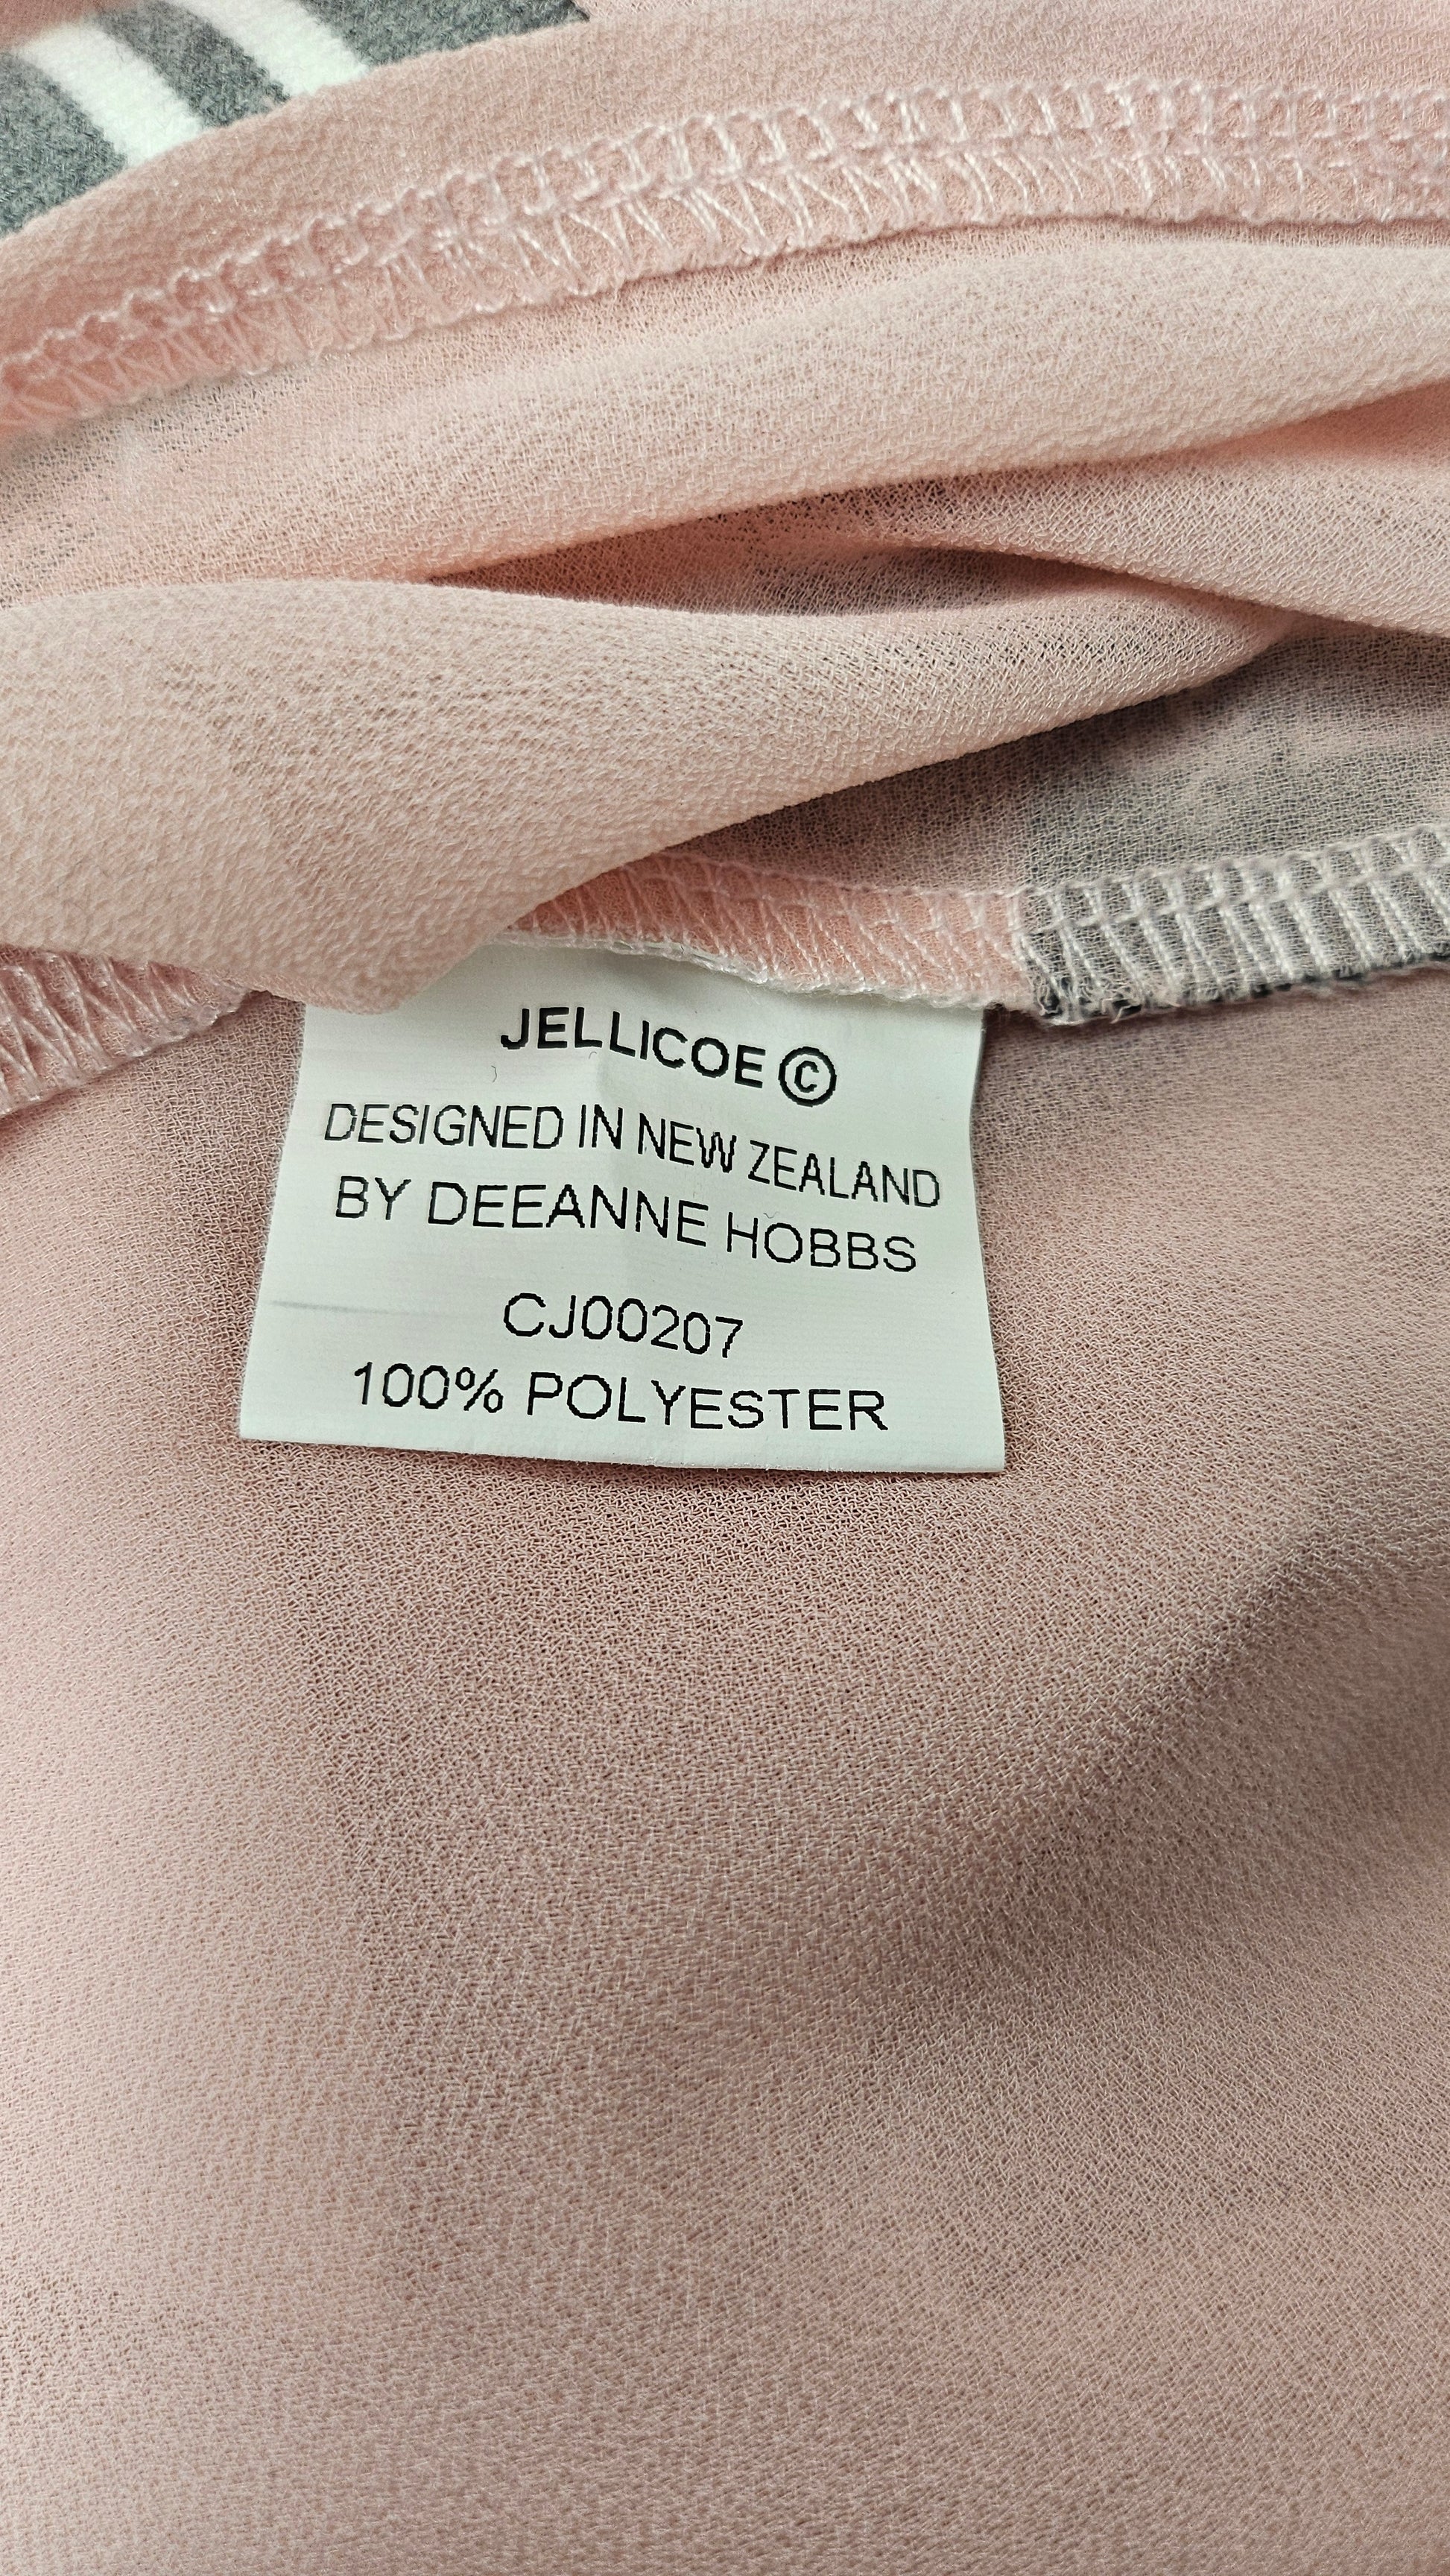 JELLICOE ©
DESIGNED IN NEW ZEALAND
BY DEEANNE HOBBS
CJ00207
100% POLYESTER